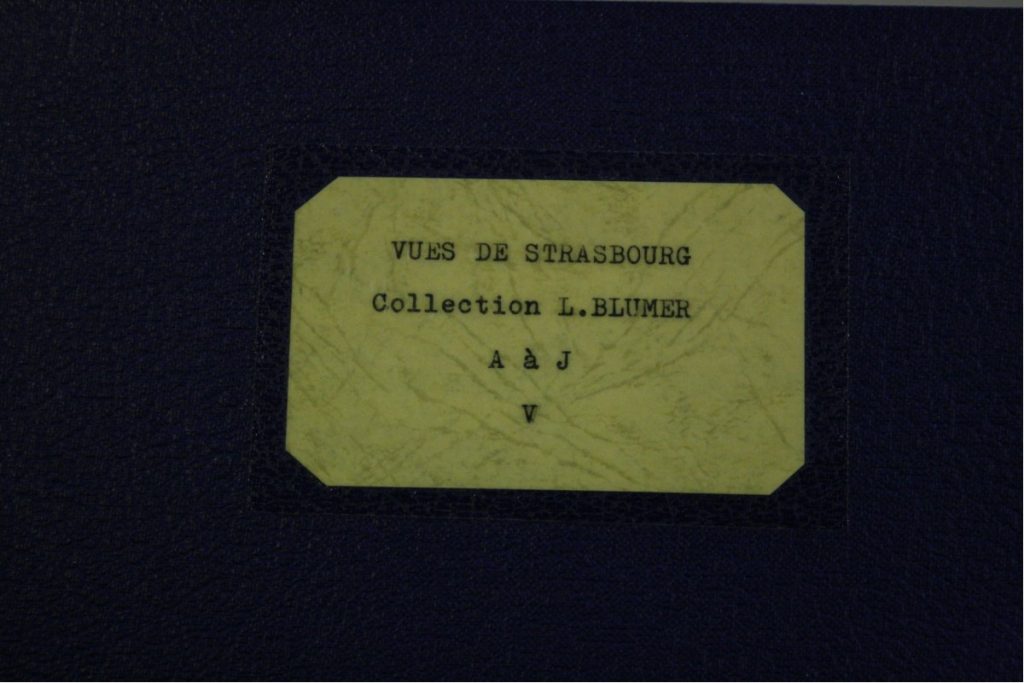 VUES DE STRASBOURG
Collection L.BLUMER
A à J
V